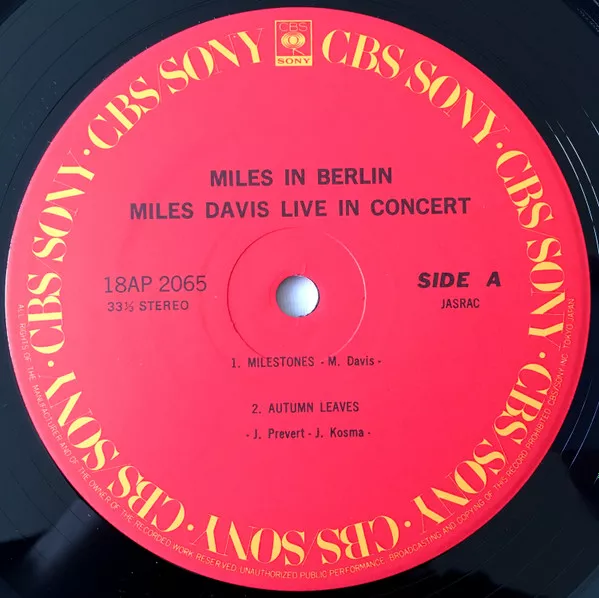 CBS
SONY
CBS/SONY · CBS/SONY · CBS/SONY · CBS/SONY · CBS/SONY · CBS/SONY · CBS SONY · CBS/SONY
MILES IN BERLIN
MILES DAVIS LIVE IN CONCERT
18AP 2065
33⅓ STEREO
SIDE A
JASRAC
1. MILESTONES - M. Davis -
2. AUTUMN LEAVES
- J. Prevert - J. Kosma -
ALL RIGHTS OF THE MANUFACTURER AND OF THE OWNER OF THE RECORDED WORK RESERVED. UNAUTHORIZED PUBLIC PERFORMANCE, BROADCASTING AND COPYING OF THIS RECORD PROHIBITED. CBS/SONY INC. TOKYO JAPAN